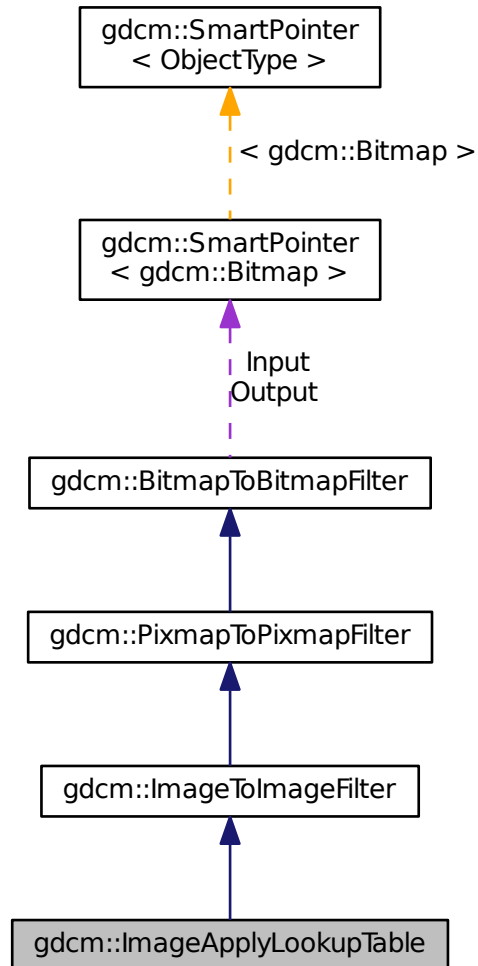 gdcm::SmartPointer
< ObjectType >
< gdcm::Bitmap >
gdcm::SmartPointer
< gdcm::Bitmap >
Input
Output
gdcm::BitmapToBitmapFilter
gdcm::PixmapToPixmapFilter
gdcm::ImageToImageFilter
gdcm::ImageApplyLookupTable